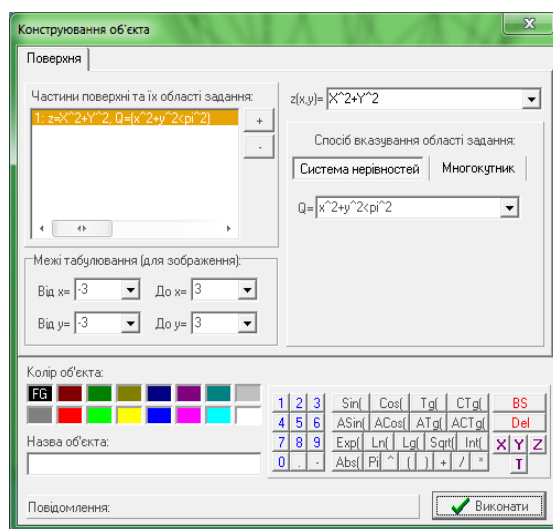 Конструювання об'єкта
x
Поверхня
Частини поверхні та їх області задання:
1: z=X^2+Y^2, Q={x^2+y^2<pi^2}
+
-
z(x,y)= X^2+Y^2
Спосіб вказування області задання:
Система нерівностей Многокутник
Q= x^2+y^2<pi^2
Межі табулювання (для зображення):
Від x= -3 До x= 3
Від y= -3 До y= 3
Колір об'єкта:
FG
Назва об'єкта:
1 2 3 Sin( Cos( Tg( CTg( BS
4 5 6 ASin( ACos( ATg( ACTg( Del
7 8 9 Exp( Ln( Lg( Sqrt( Int( X Y Z
0 . - Abs( Pi ^ ( ) + / * T
Повідомлення:
Виконати